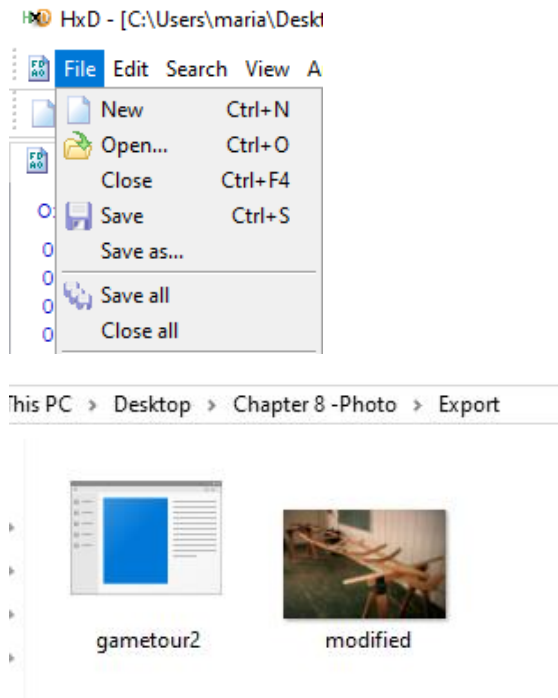 HxD - [C:\Users\maria\Deskt
File Edit Search View A
New Ctrl+N
Open... Ctrl+O
Close Ctrl+F4
Save Ctrl+S
Save as...
Save all
Close all
This PC > Desktop > Chapter 8 -Photo > Export
gametour2 modified